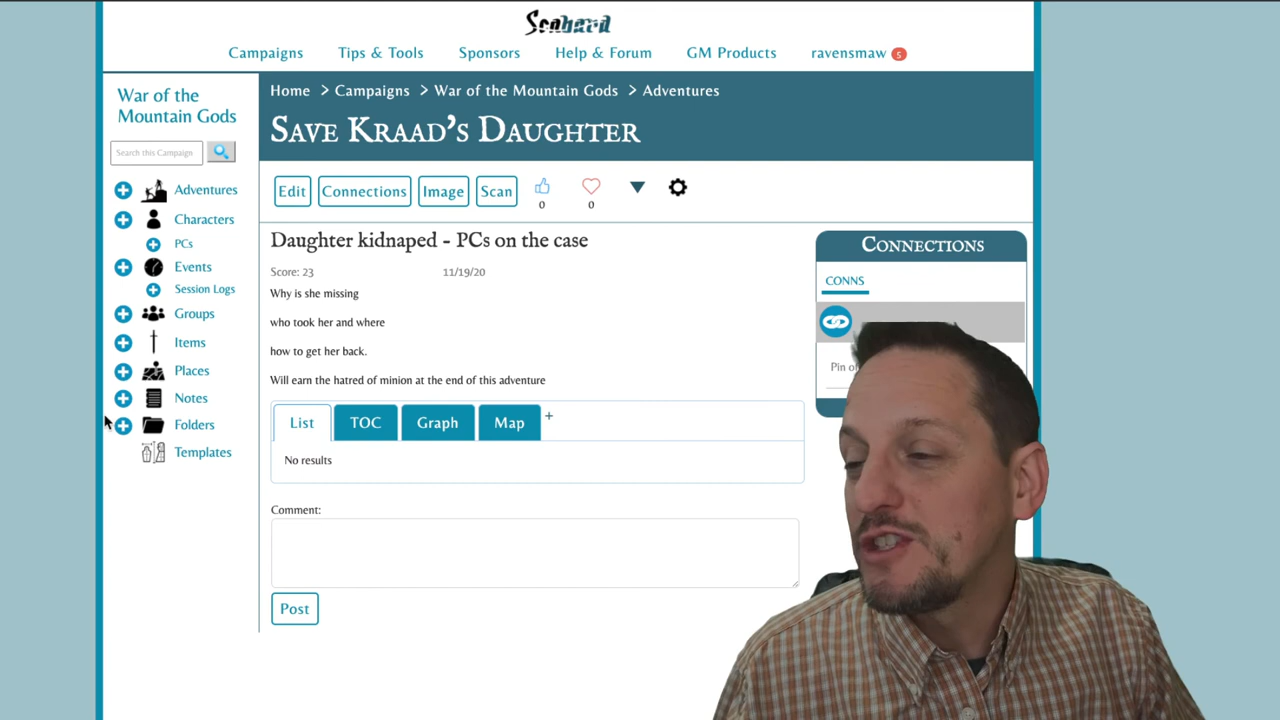 Scabard
Campaigns Tips & Tools Sponsors Help & Forum GM Products ravensmaw 5
War of the
Mountain Gods
Search this Campaign
Adventures
Characters
PCs
Events
Session Logs
Groups
Items
Places
Notes
Folders
Templates
Home > Campaigns > War of the Mountain Gods > Adventures
Save Kraad's Daughter
Edit Connections Image Scan 0 0
Daughter kidnaped - PCs on the case
Score: 23 11/19/20
Why is she missing
who took her and where
how to get her back.
Will earn the hatred of minion at the end of this adventure
List TOC Graph Map +
No results
Comment:
Post
Connections
CONNS
Pin